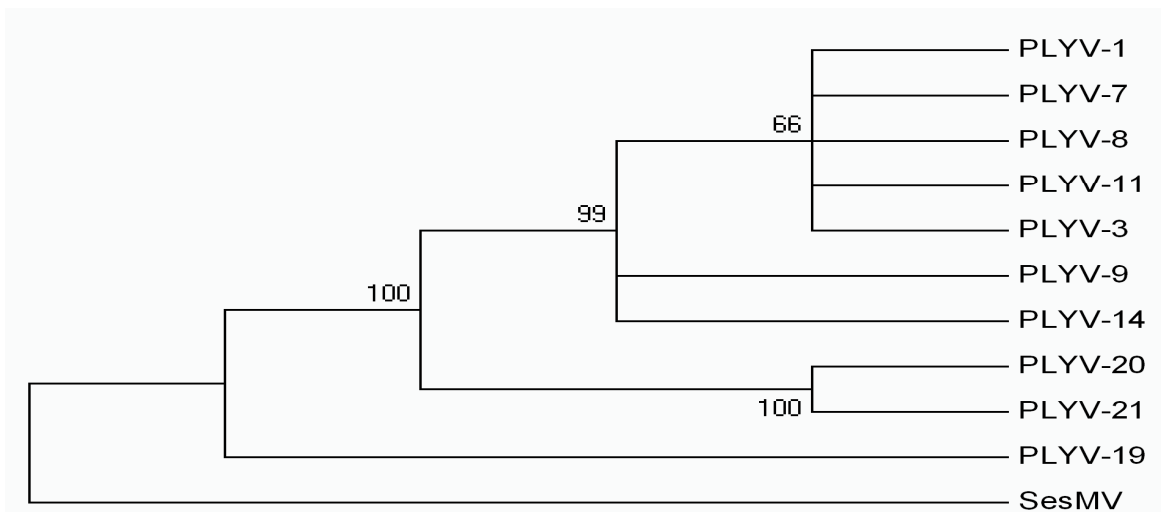 PLYV-1
PLYV-7
66
PLYV-8
PLYV-11
99
PLYV-3
PLYV-9
100
PLYV-14
PLYV-20
100
PLYV-21
PLYV-19
SesMV